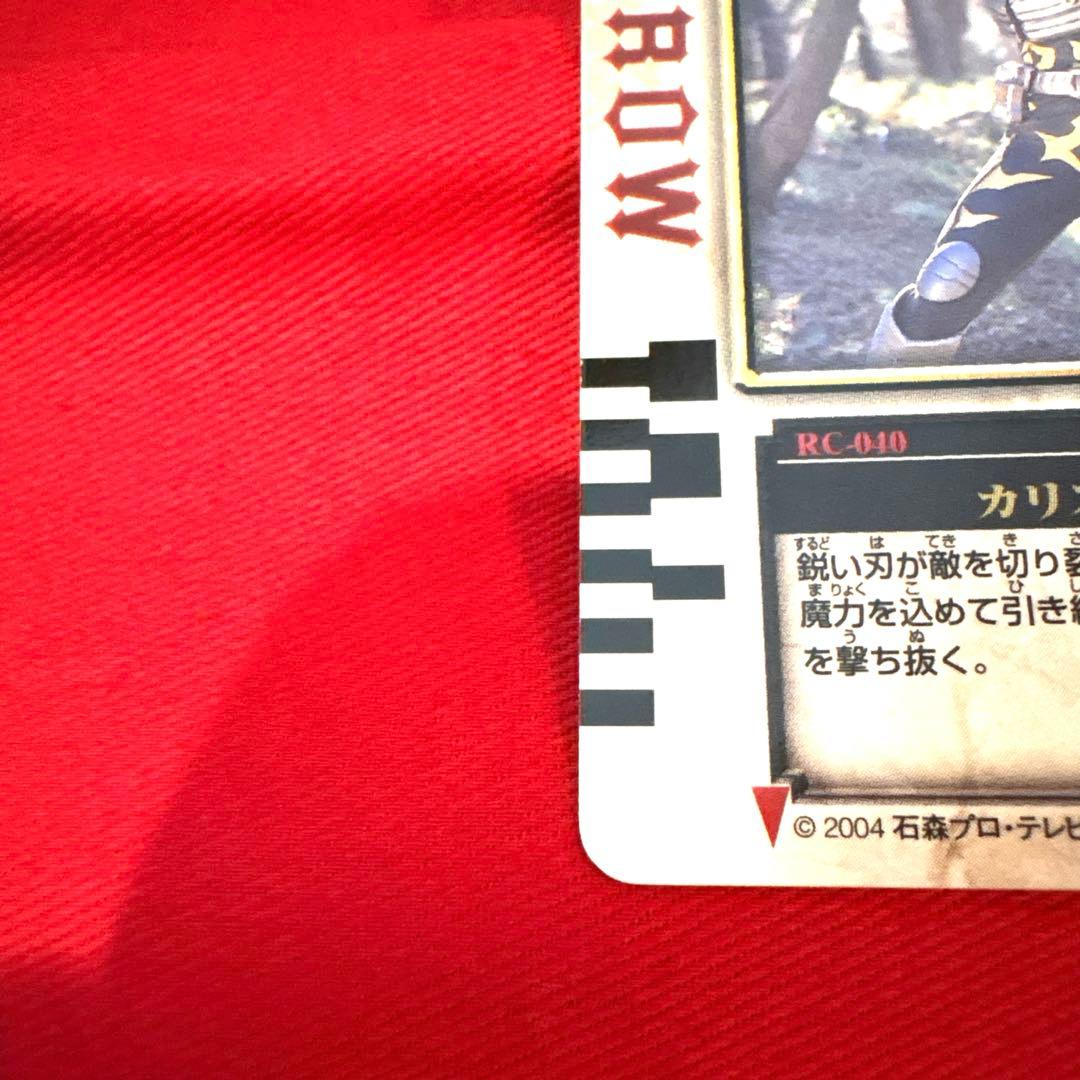 ROW
RC-040
カリス
鋭い刃が敵を切り裂
魔力を込めて引き絞
を撃ち抜く。
© 2004 石森プロ・テレビ